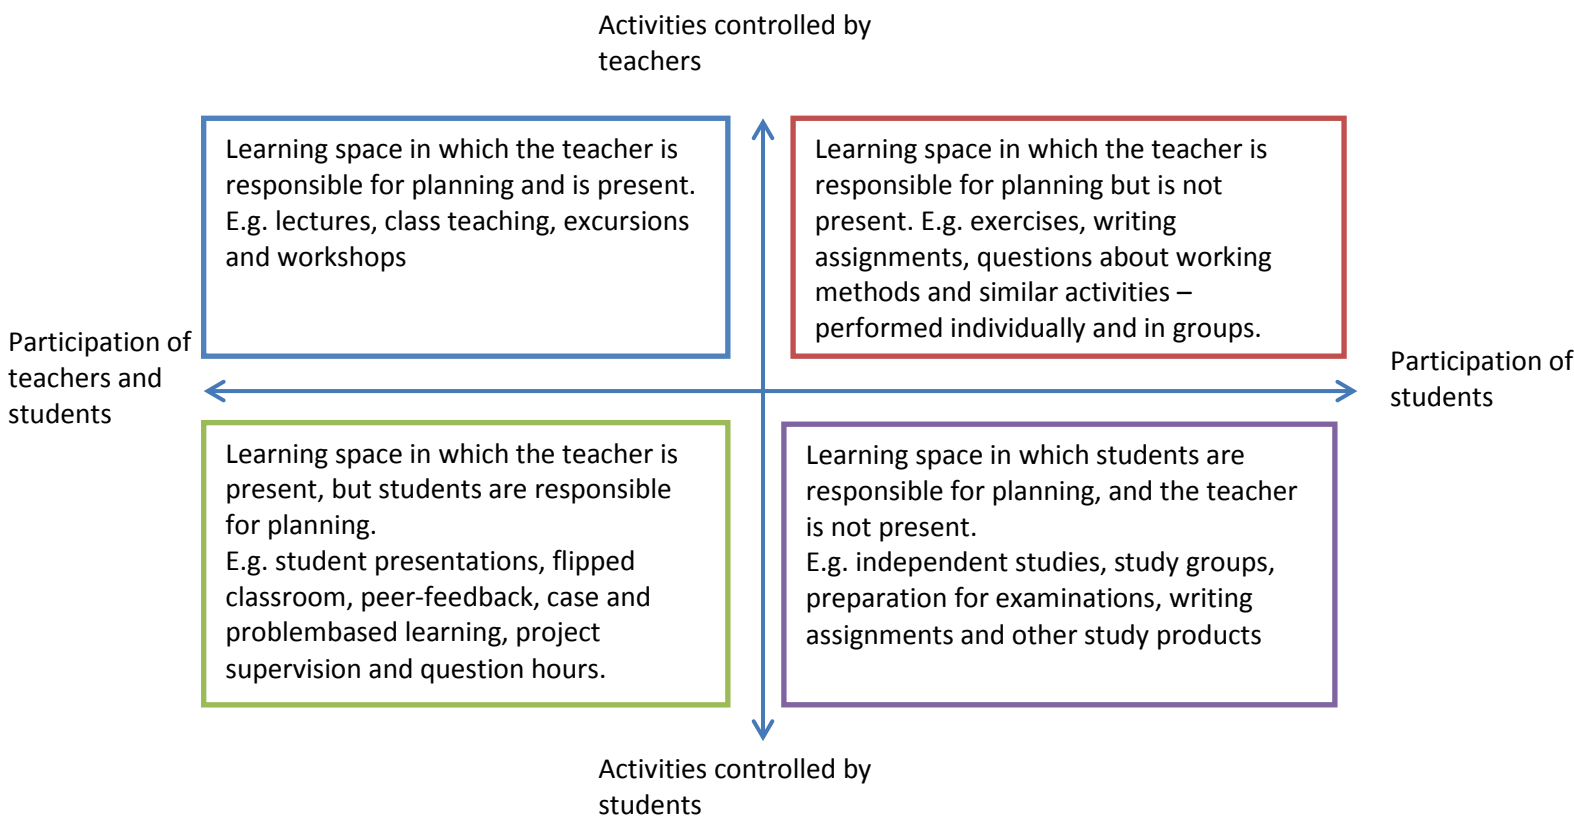 Activities controlled by
teachers
Learning space in which the teacher is
responsible for planning and is present.
E.g. lectures, class teaching, excursions
and workshops
Learning space in which the teacher is
responsible for planning but is not
present. E.g. exercises, writing
assignments, questions about working
methods and similar activities –
performed individually and in groups.
Participation of
teachers and
students
Participation of
students
Learning space in which the teacher is
present, but students are responsible
for planning.
E.g. student presentations, flipped
classroom, peer-feedback, case and
problembased learning, project
supervision and question hours.
Learning space in which students are
responsible for planning, and the teacher
is not present.
E.g. independent studies, study groups,
preparation for examinations, writing
assignments and other study products
Activities controlled by
students